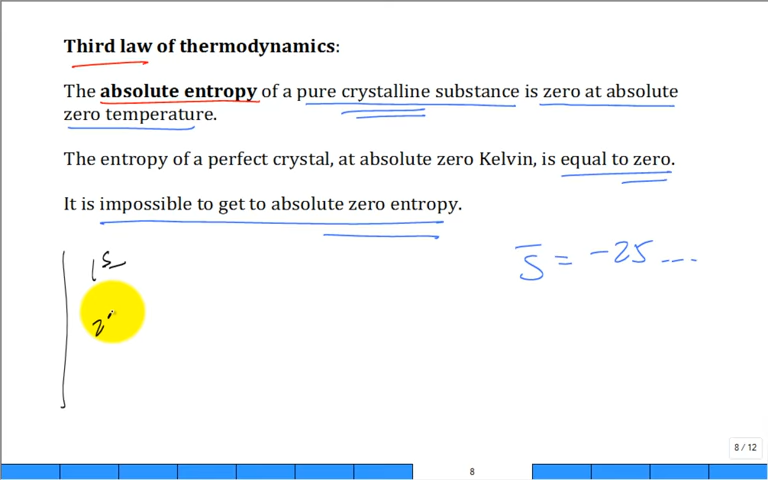 Third law of thermodynamics:
The absolute entropy of a pure crystalline substance is zero at absolute
zero temperature.
The entropy of a perfect crystal, at absolute zero Kelvin, is equal to zero.
It is impossible to get to absolute zero entropy.
S̅ = -25 ----
1s
2
8 / 12
8